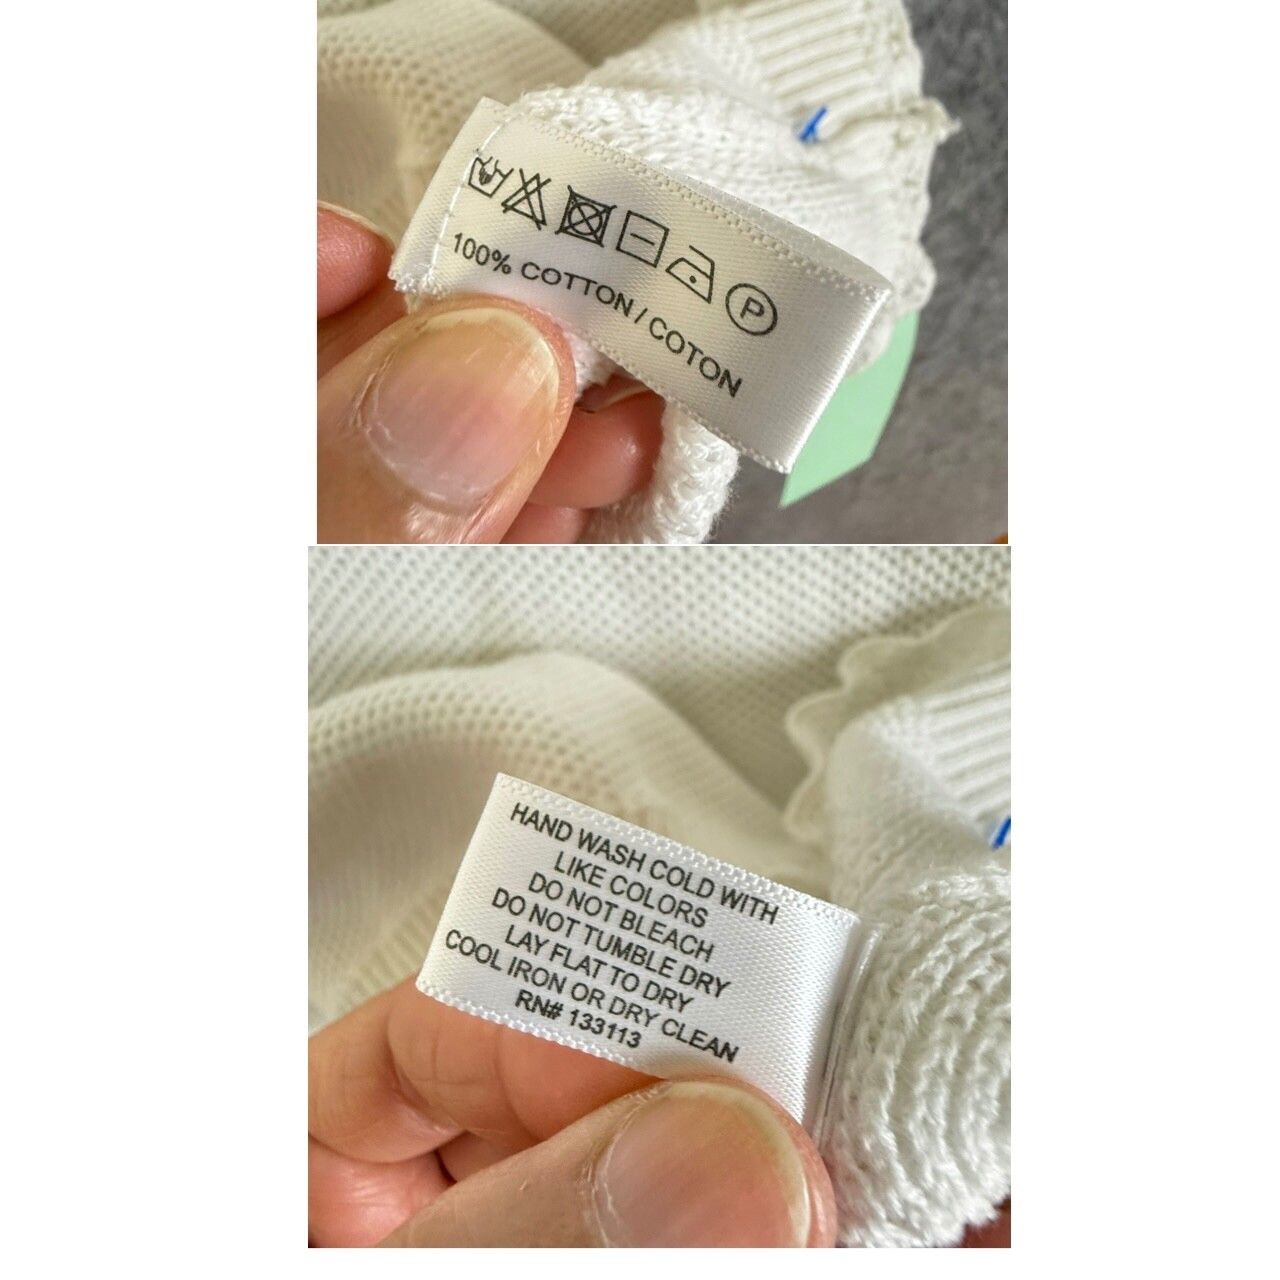 P
100% COTTON / COTON
HAND WASH COLD WITH
LIKE COLORS
DO NOT BLEACH
DO NOT TUMBLE DRY
LAY FLAT TO DRY
COOL IRON OR DRY CLEAN
RN# 133113